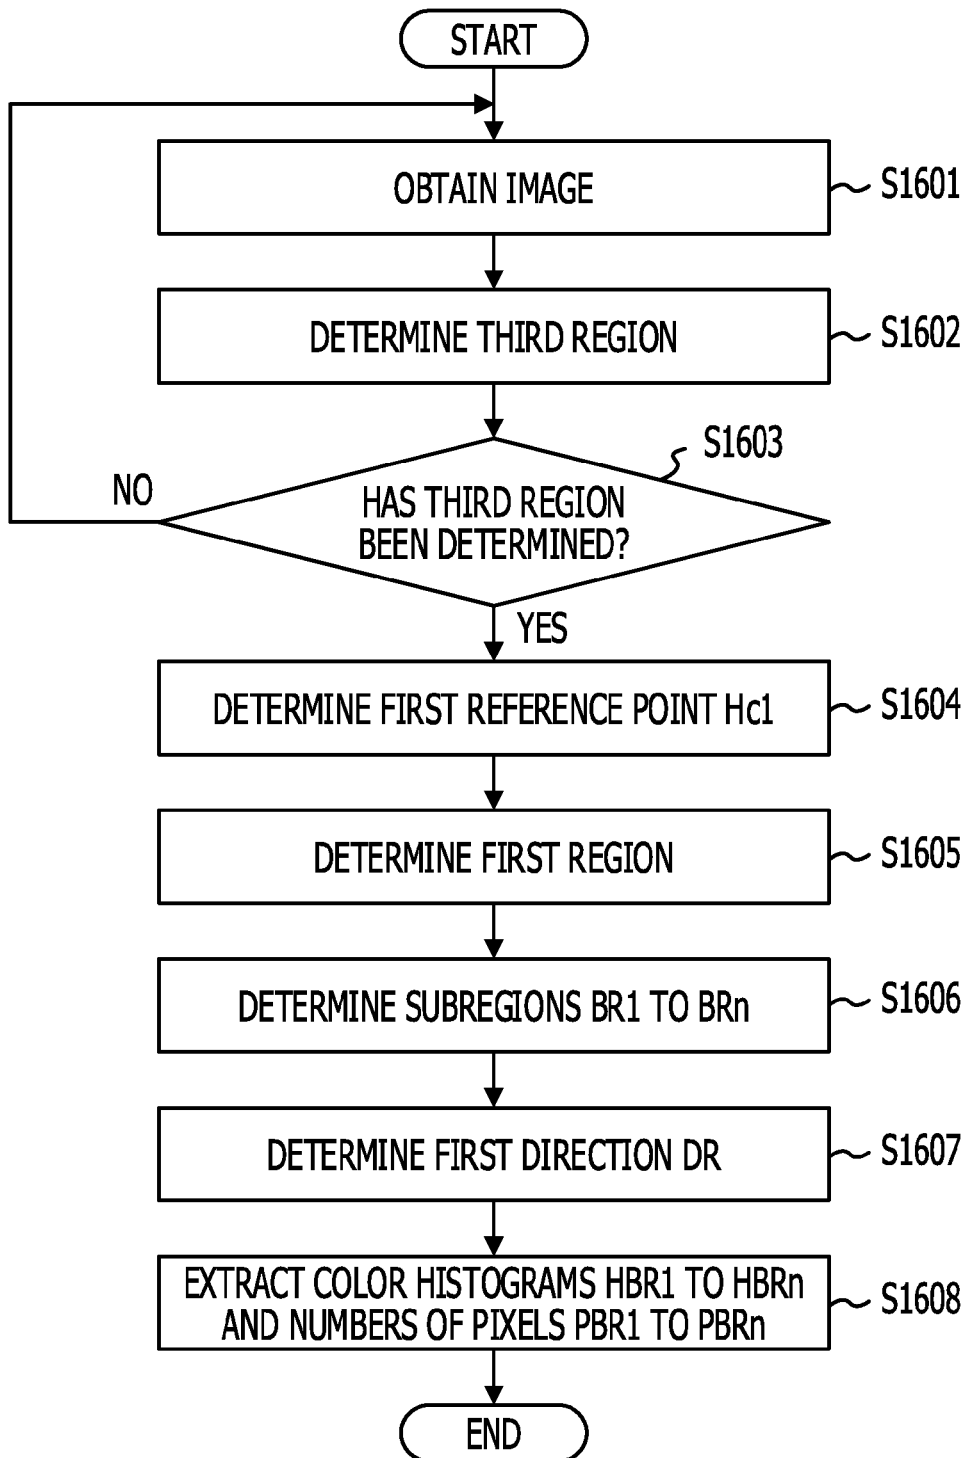 START
OBTAIN IMAGE
S1601
DETERMINE THIRD REGION
S1602
S1603
NO
HAS THIRD REGION
BEEN DETERMINED?
YES
DETERMINE FIRST REFERENCE POINT Hc1
S1604
DETERMINE FIRST REGION
S1605
DETERMINE SUBREGIONS BR1 TO BRn
S1606
DETERMINE FIRST DIRECTION DR
S1607
EXTRACT COLOR HISTOGRAMS HBR1 TO HBRn
AND NUMBERS OF PIXELS PBR1 TO PBRn
S1608
END